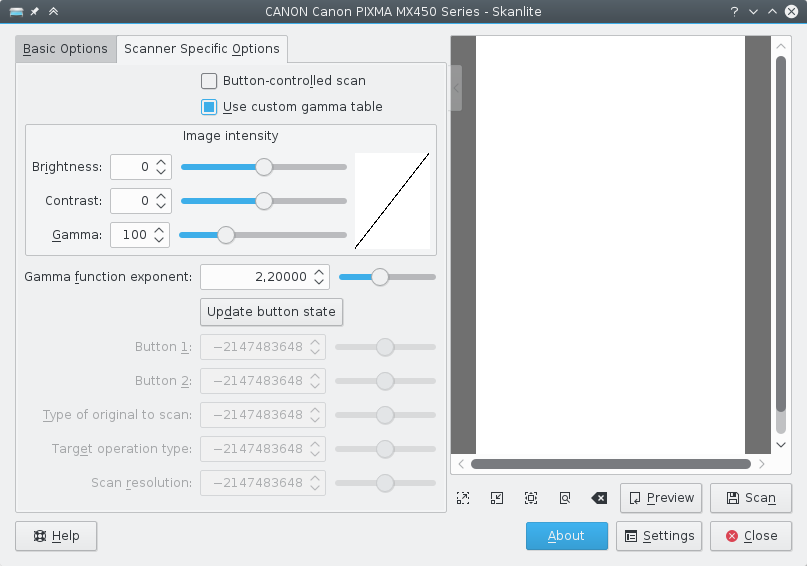 CANON Canon PIXMA MX450 Series - Skanlite
Basic Options Scanner Specific Options
Button-controlled scan
Use custom gamma table
Image intensity
Brightness: 0
Contrast: 0
Gamma: 100
Gamma function exponent: 2,20000
Update button state
Button 1: −2147483648
Button 2: −2147483648
Type of original to scan: −2147483648
Target operation type: −2147483648
Scan resolution: −2147483648
Preview Scan
Help About Settings Close